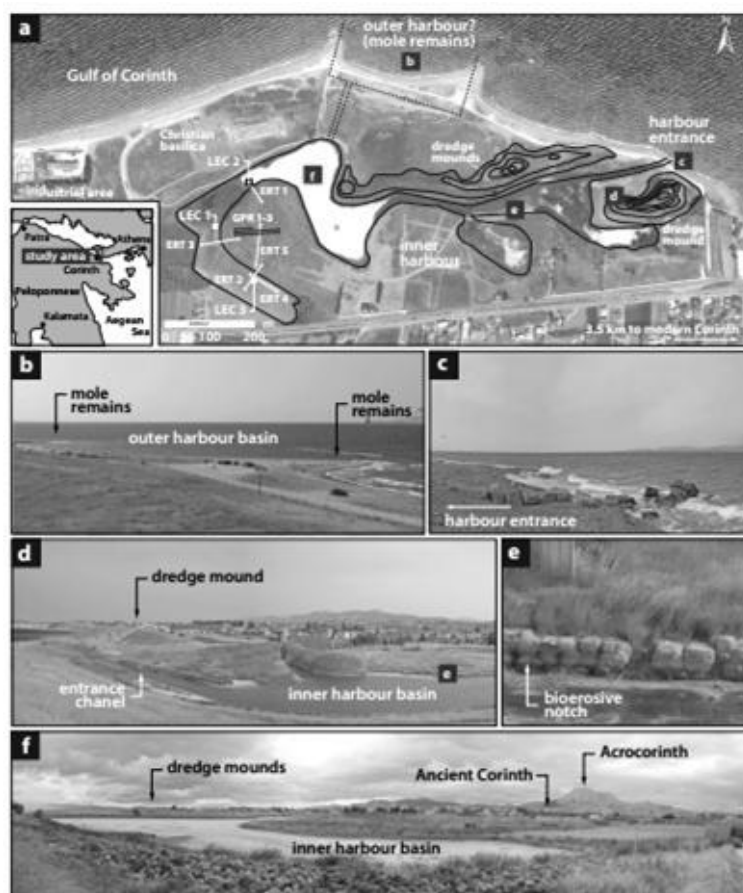 a
outer harbour?
(mole remains)
b
N
Gulf of Corinth
Christian
basilica
harbour
entrance
dredge
mounds
c
LEC 2
f
ERT 1
d
industrial area
LEC 1
GPR 1-3
e
dredge
mound
ERT 3
ERT 5
inner
harbour
Patra
Athens
study area
Corinth
ERT 2
Peloponnese
ERT 4
LEC 3
Kalamata
Aegean
Sea
0
100
200
3.5 km to modern Corinth
b
mole
remains
mole
remains
outer harbour basin
c
harbour entrance
d
dredge mound
entrance
chanel
inner harbour basin
e
e
bioerosive
notch
f
dredge mounds
Ancient Corinth
Acrocorinth
inner harbour basin